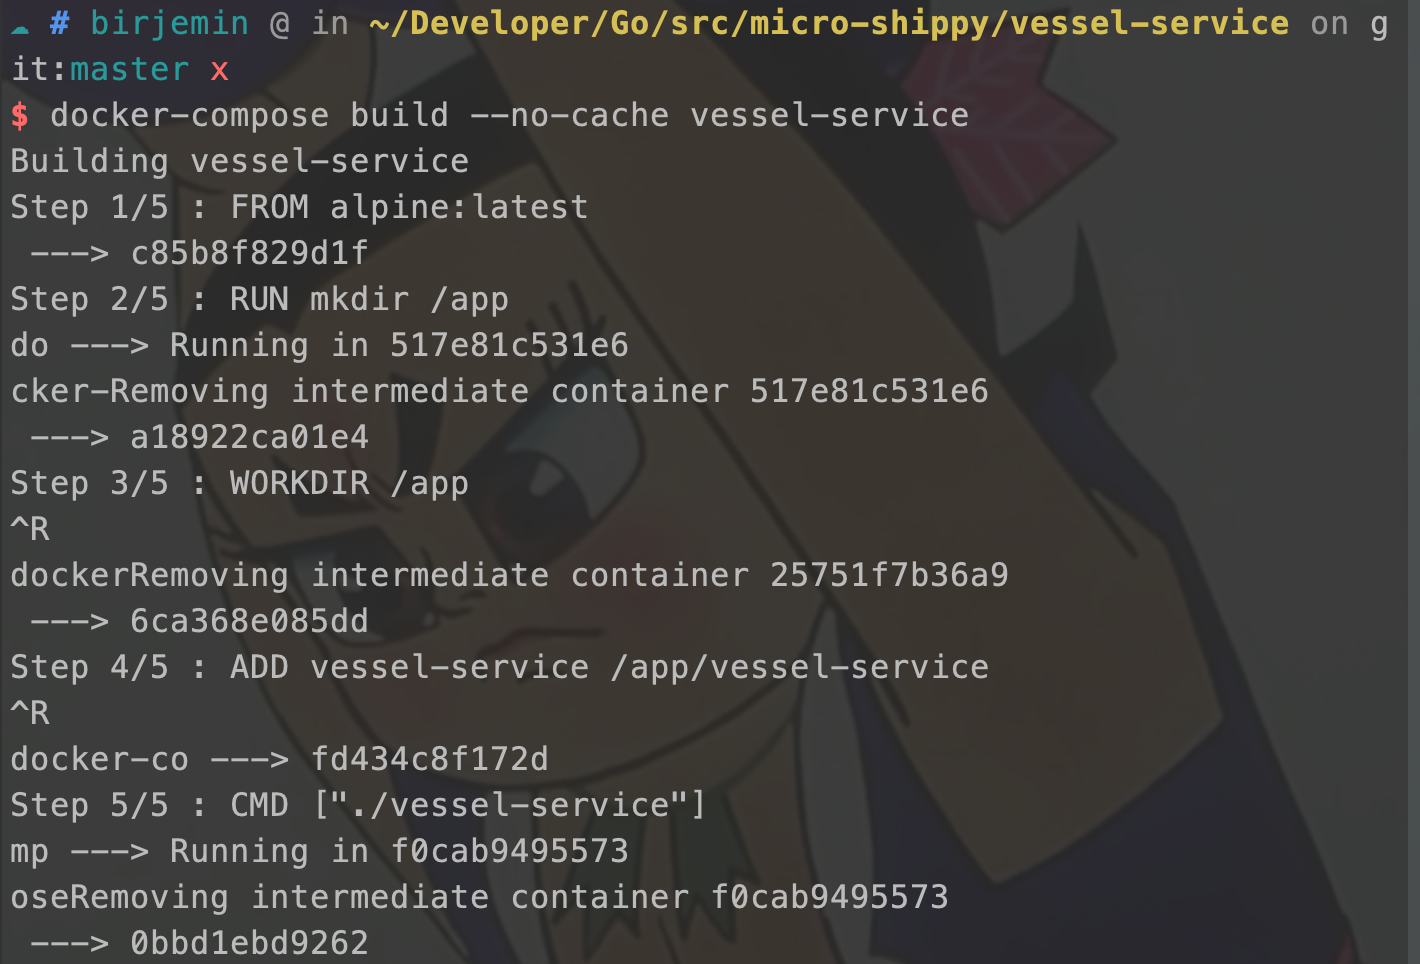 ☁ # birjemin @ in ~/Developer/Go/src/micro-shippy/vessel-service on g
it:master x
$ docker-compose build --no-cache vessel-service
Building vessel-service
Step 1/5 : FROM alpine:latest
 ---> c85b8f829d1f
Step 2/5 : RUN mkdir /app
do ---> Running in 517e81c531e6
cker-Removing intermediate container 517e81c531e6
 ---> a18922ca01e4
Step 3/5 : WORKDIR /app
^R
dockerRemoving intermediate container 25751f7b36a9
 ---> 6ca368e085dd
Step 4/5 : ADD vessel-service /app/vessel-service
^R
docker-co ---> fd434c8f172d
Step 5/5 : CMD ["./vessel-service"]
mp ---> Running in f0cab9495573
oseRemoving intermediate container f0cab9495573
 ---> 0bbd1ebd9262